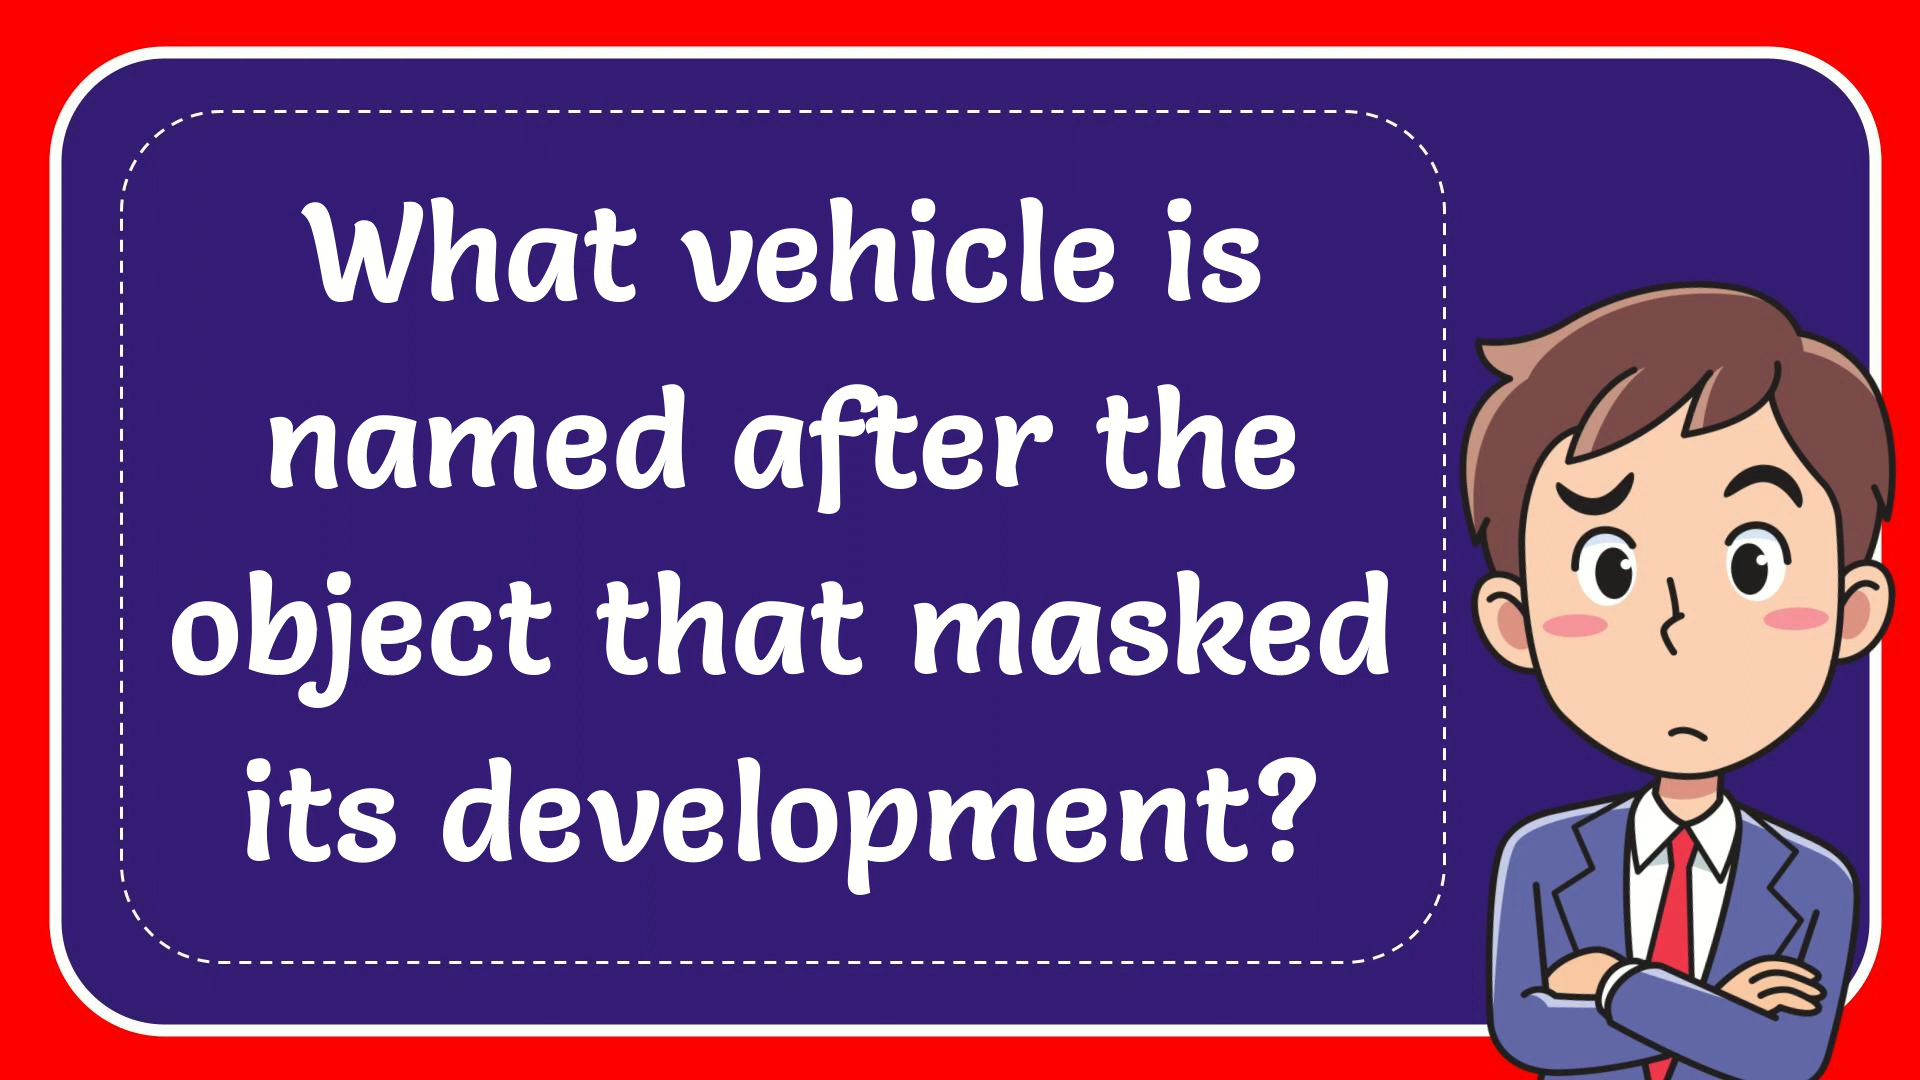 What vehicle is
named after the
object that masked
its development?